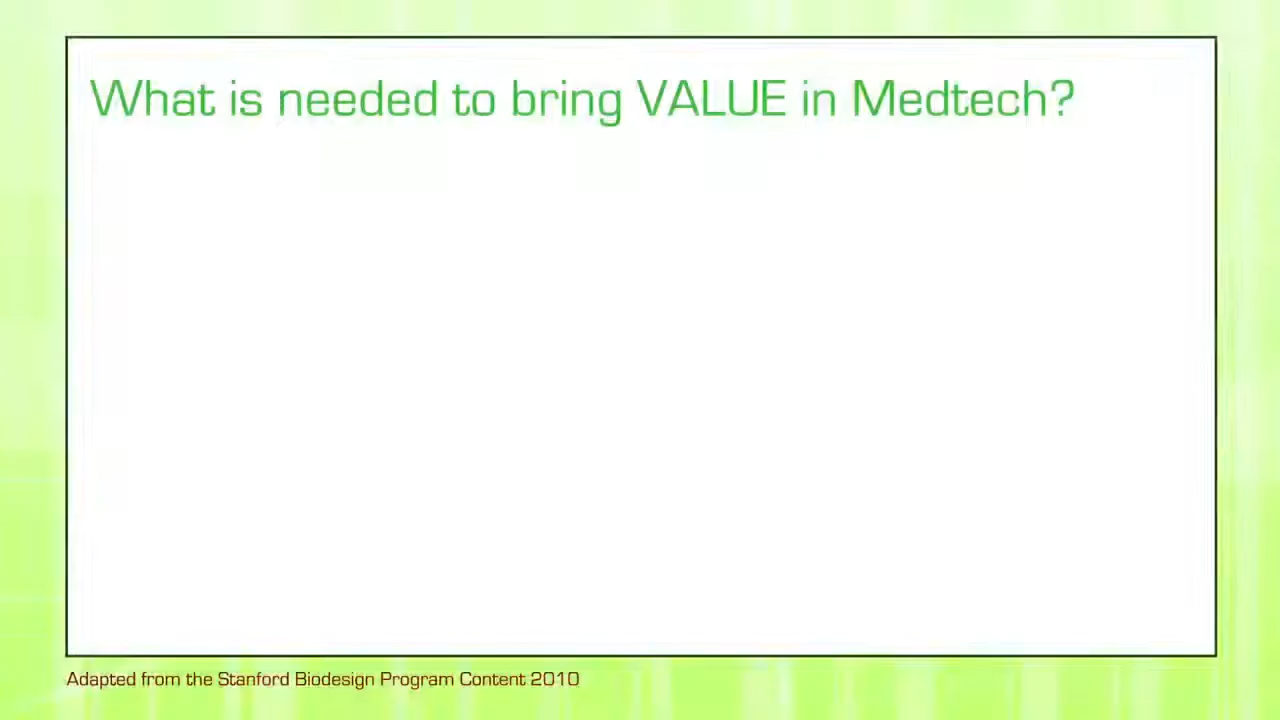 What is needed to bring VALUE in Medtech?
Adapted from the Stanford Biodesign Program Content 2010